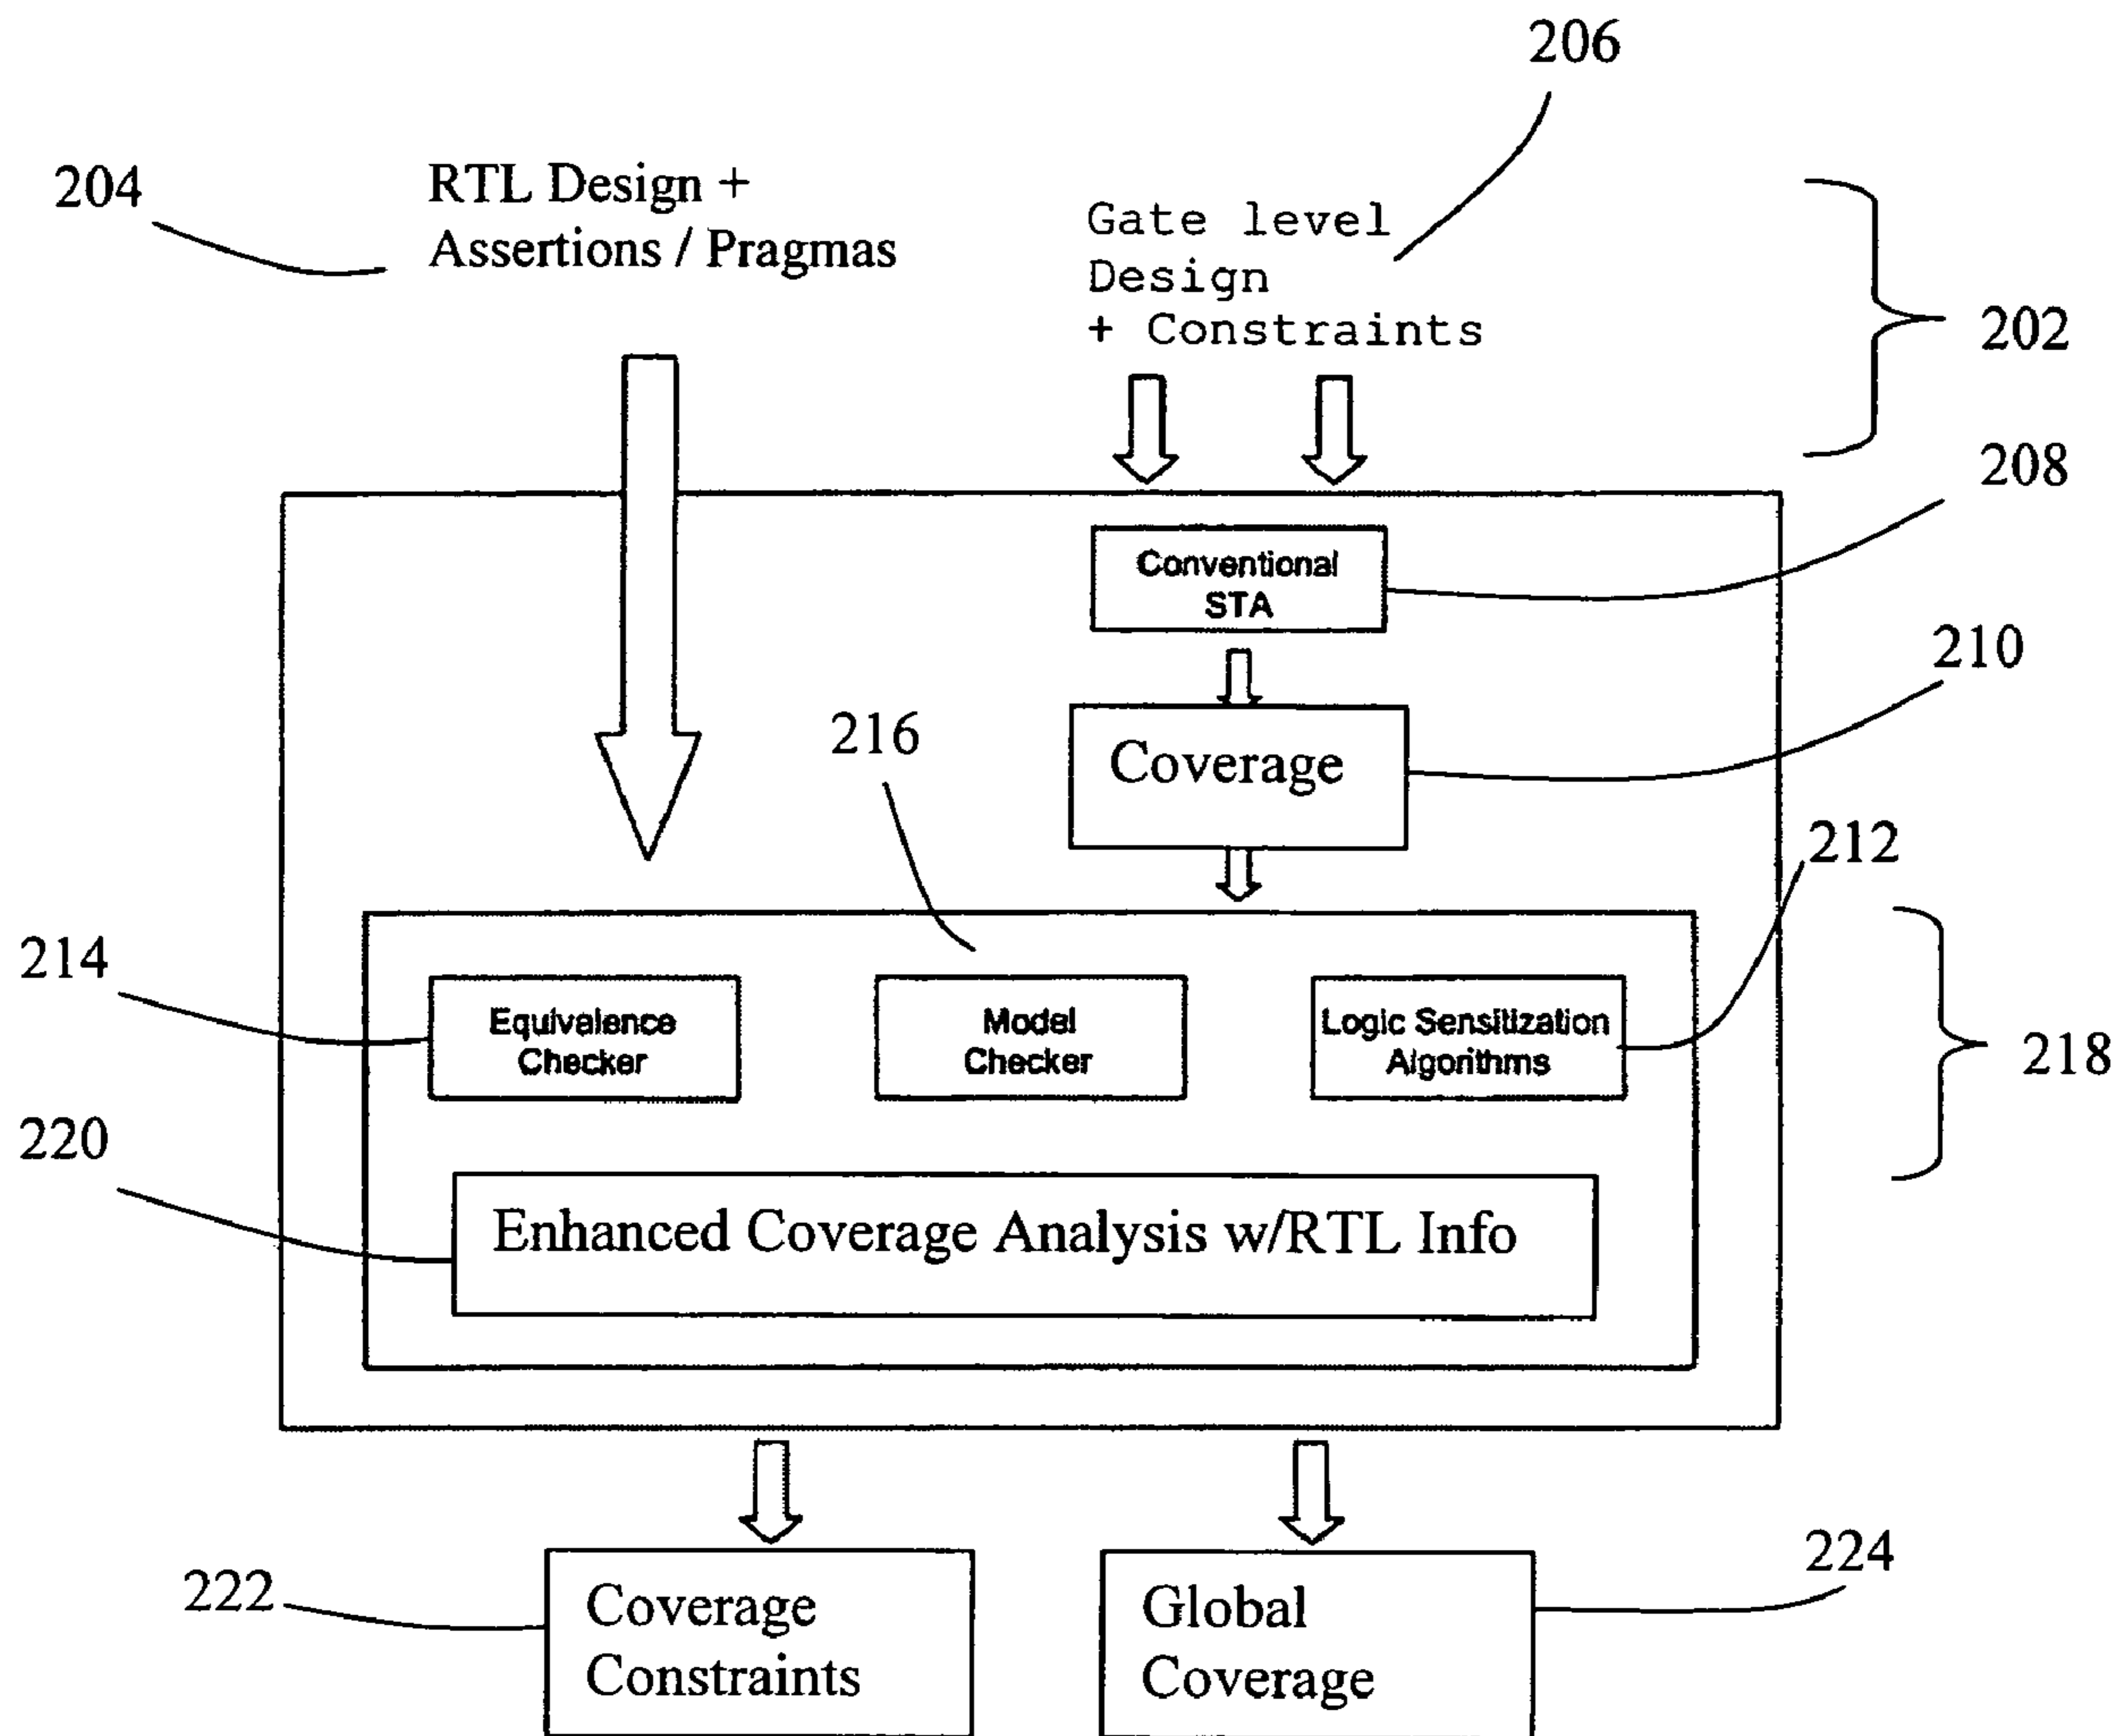 206
204
RTL Design +
Assertions / Pragmas
Gate level
Design
+ Constraints
202
208
Conventional
STA
210
216
Coverage
212
214
Equivalence
Checker
Model
Checker
Logic Sensitization
Algorithms
218
220
Enhanced Coverage Analysis w/RTL Info
222
Coverage
Constraints
Global
Coverage
224